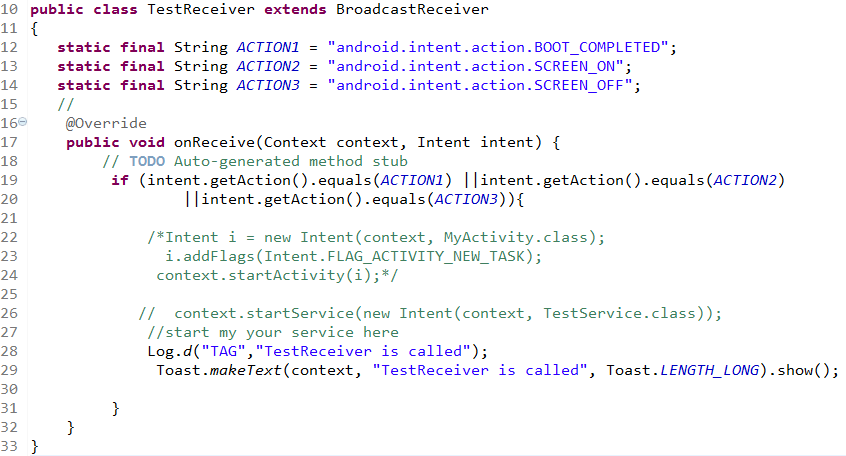 10 public class TestReceiver extends BroadcastReceiver
11 {
12    static final String ACTION1 = "android.intent.action.BOOT_COMPLETED";
13    static final String ACTION2 = "android.intent.action.SCREEN_ON";
14    static final String ACTION3 = "android.intent.action.SCREEN_OFF";
15    //
16     @Override
17     public void onReceive(Context context, Intent intent) {
18         // TODO Auto-generated method stub
19          if (intent.getAction().equals(ACTION1) ||intent.getAction().equals(ACTION2)
20                  ||intent.getAction().equals(ACTION3)){
21
22              /*Intent i = new Intent(context, MyActivity.class);
23                i.addFlags(Intent.FLAG_ACTIVITY_NEW_TASK);
24               context.startActivity(i);*/
25
26             //  context.startService(new Intent(context, TestService.class));
27              //start my your service here
28              Log.d("TAG","TestReceiver is called");
29               Toast.makeText(context, "TestReceiver is called", Toast.LENGTH_LONG).show();
30
31          }
32     }
33 }